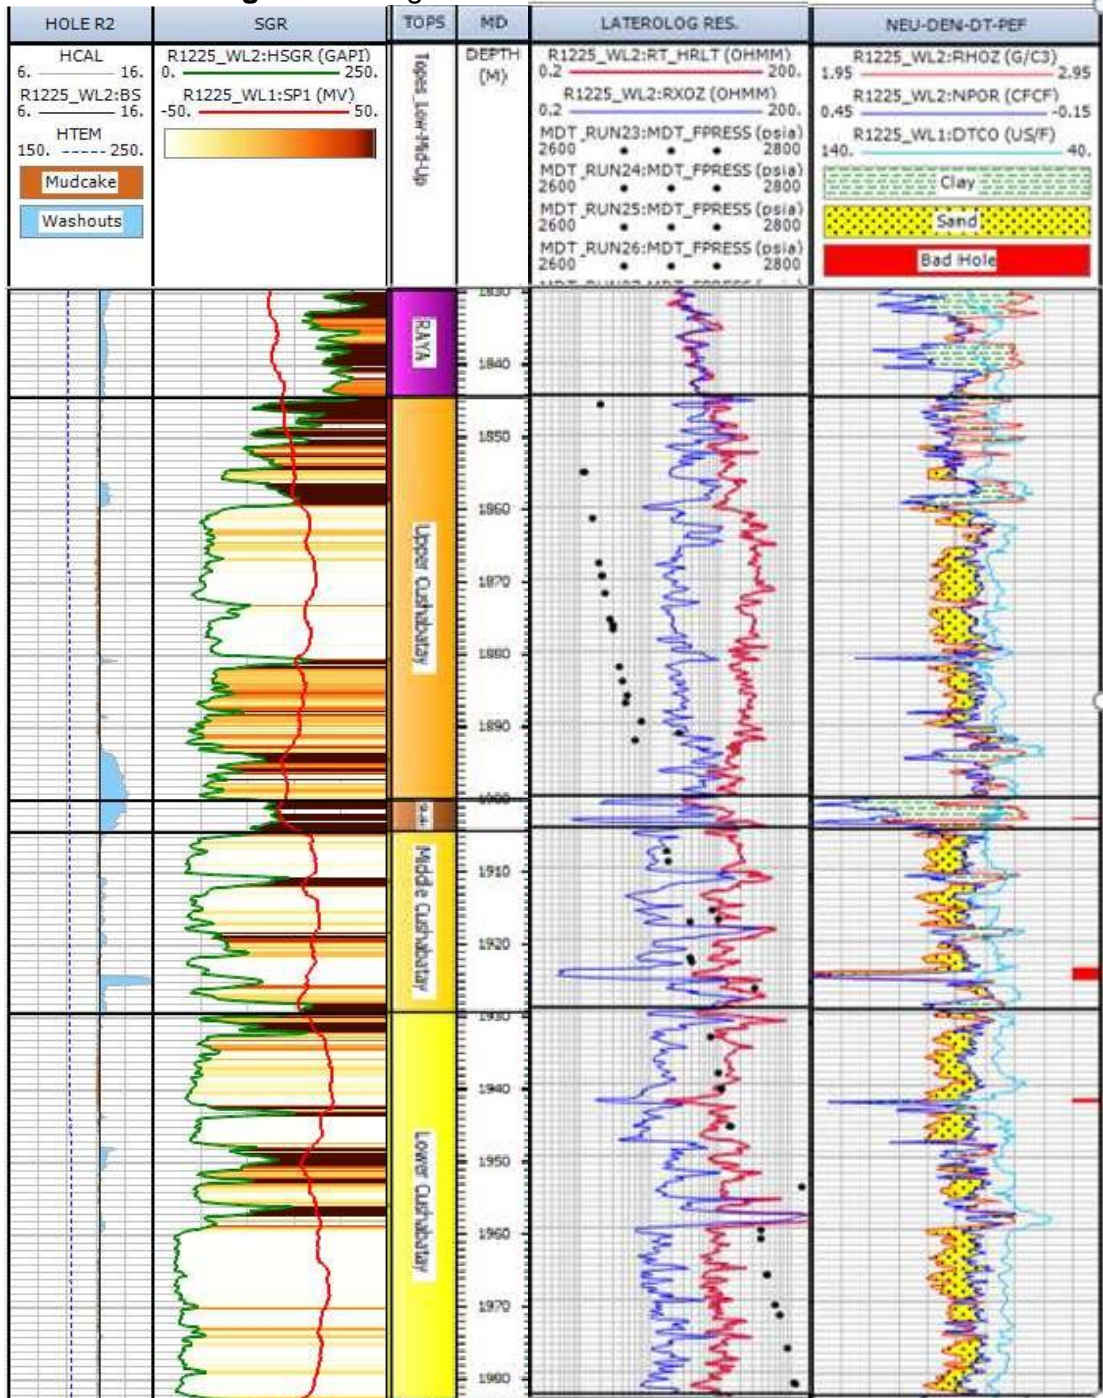 HOLE R2
SGR
TOPS
MD
LATEROLOG RES.
NEU-DEN-DT-PEF
HCAL
6. 16.
R1225_WL2:BS
6. 16.
HTEM
150. 250.
Mudcake
Washouts
R1225_WL2:HSGR (GAPI)
0. 250.
R1225_WL1:SP1 (MV)
-50. 50.
Topes_Low-Mid-Up
DEPTH
(M)
R1225_WL2:RT_HRLT (OHMM)
0.2 200.
R1225_WL2:RXOZ (OHMM)
0.2 200.
MDT_RUN23:MDT_FPRESS (psia)
2600 2800
MDT_RUN24:MDT_FPRESS (psia)
2600 2800
MDT_RUN25:MDT_FPRESS (psia)
2600 2800
MDT_RUN26:MDT_FPRESS (psia)
2600 2800
R1225_WL2:RHOZ (G/C3)
1.95 2.95
R1225_WL2:NPOR (CFCF)
0.45 -0.15
R1225_WL1:DTCO (US/F)
140. 40.
Clay
Sand
Bad Hole
RAYA
Upper Cushabatay
Middle Cushabatay
Lower Cushabatay
1830
1840
1850
1860
1870
1880
1890
1900
1910
1920
1930
1940
1950
1960
1970
1980